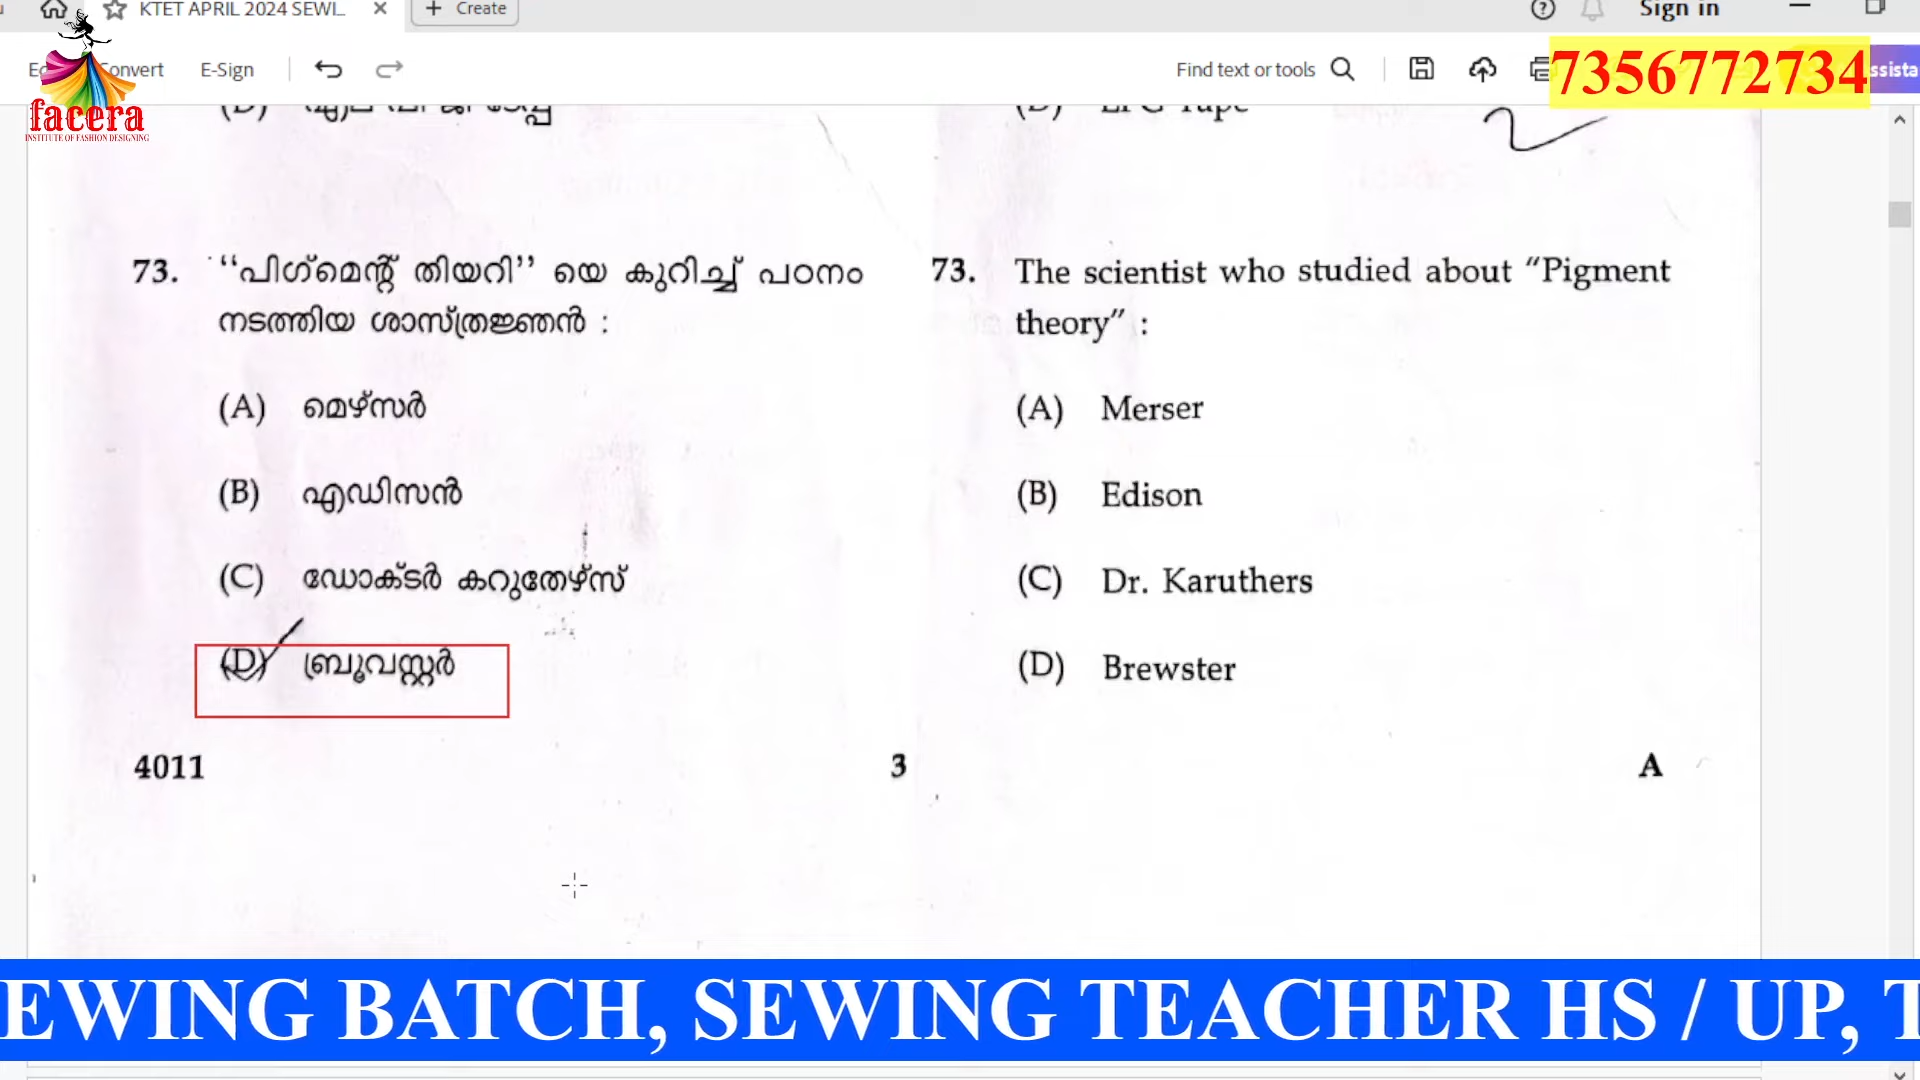 KTET APRIL 2024 SEWI...
+ Create
Sign in
Convert
E-Sign
Find text or tools
7356772734
facera
INSTITUTE OF FASHION DESIGNING
73. ‘‘പിഗ്മെന്റ് തിയറി’’ യെ കുറിച്ച് പഠനം
നടത്തിയ ശാസ്ത്രജ്ഞൻ :
(A) മെഴ്സർ
(B) എഡിസൻ
(C) ഡോക്ടർ കറുതേഴ്സ്
(D) ബ്രൂവസ്റ്റർ
73. The scientist who studied about “Pigment
theory” :
(A) Merser
(B) Edison
(C) Dr. Karuthers
(D) Brewster
4011
3
A
EWING BATCH, SEWING TEACHER HS / UP, T